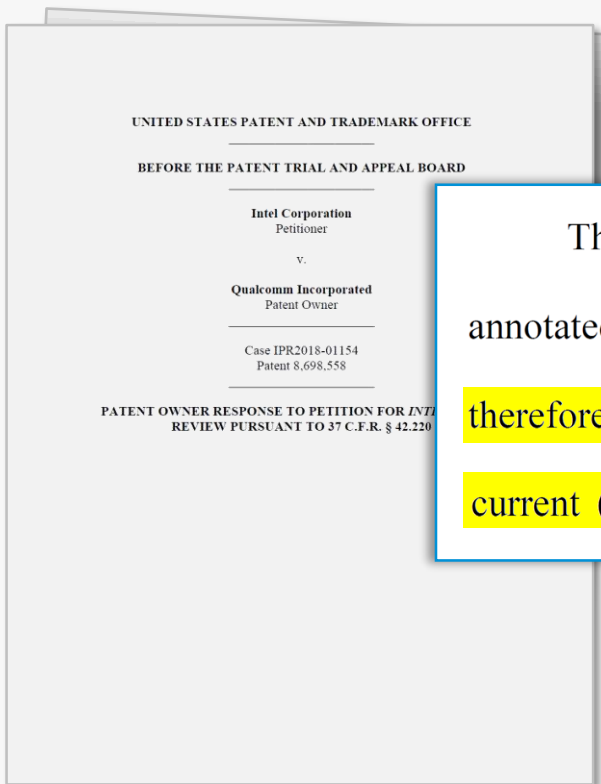 UNITED STATES PATENT AND TRADEMARK OFFICE
BEFORE THE PATENT TRIAL AND APPEAL BOARD
Intel Corporation
Petitioner
v.
Qualcomm Incorporated
Patent Owner
Case IPR2018-01154
Patent 8,698,558
PATENT OWNER RESPONSE TO PETITION FOR
REVIEW PURSUANT TO 37 C.F.R. § 42.220
therefore
current (